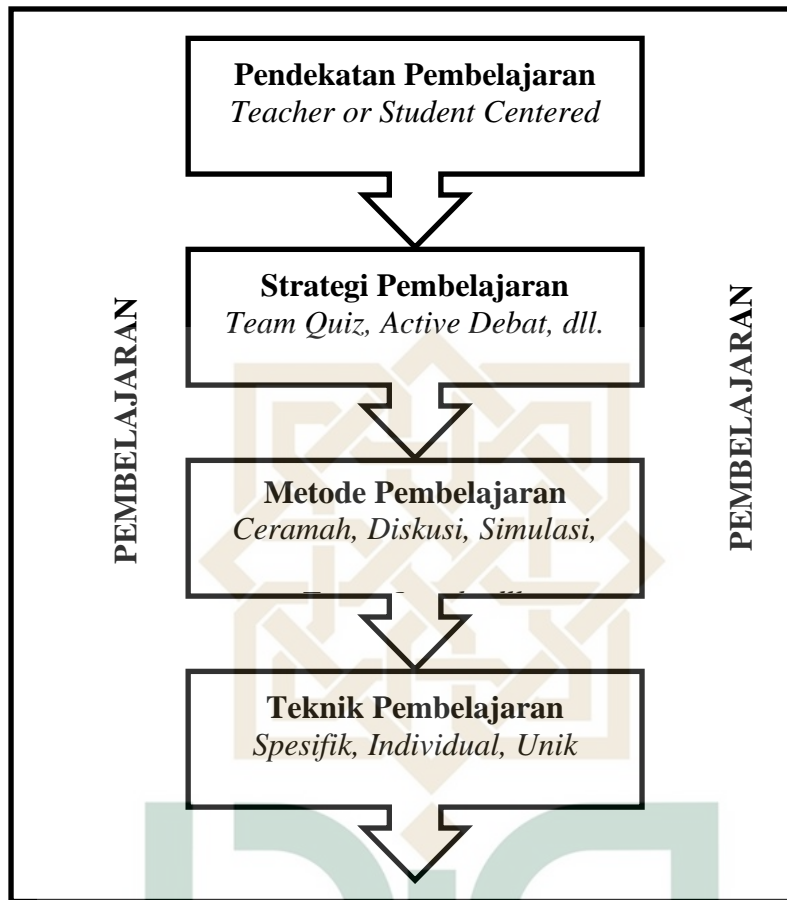 Pendekatan Pembelajaran
Teacher or Student Centered
Strategi Pembelajaran
Team Quiz, Active Debat, dll.
PEMBELAJARAN
PEMBELAJARAN
Metode Pembelajaran
Ceramah, Diskusi, Simulasi,
Teknik Pembelajaran
Spesifik, Individual, Unik